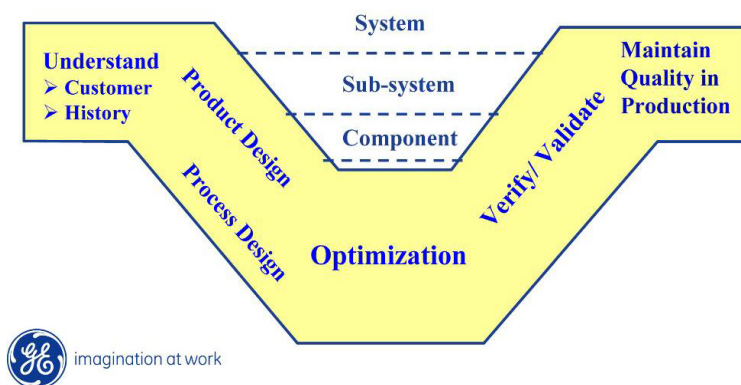 System
Understand
➢ Customer
➢ History
Product Design
Sub-system
Component
Maintain
Quality in
Production
Verify/ Validate
Process Design
Optimization
GE
imagination at work